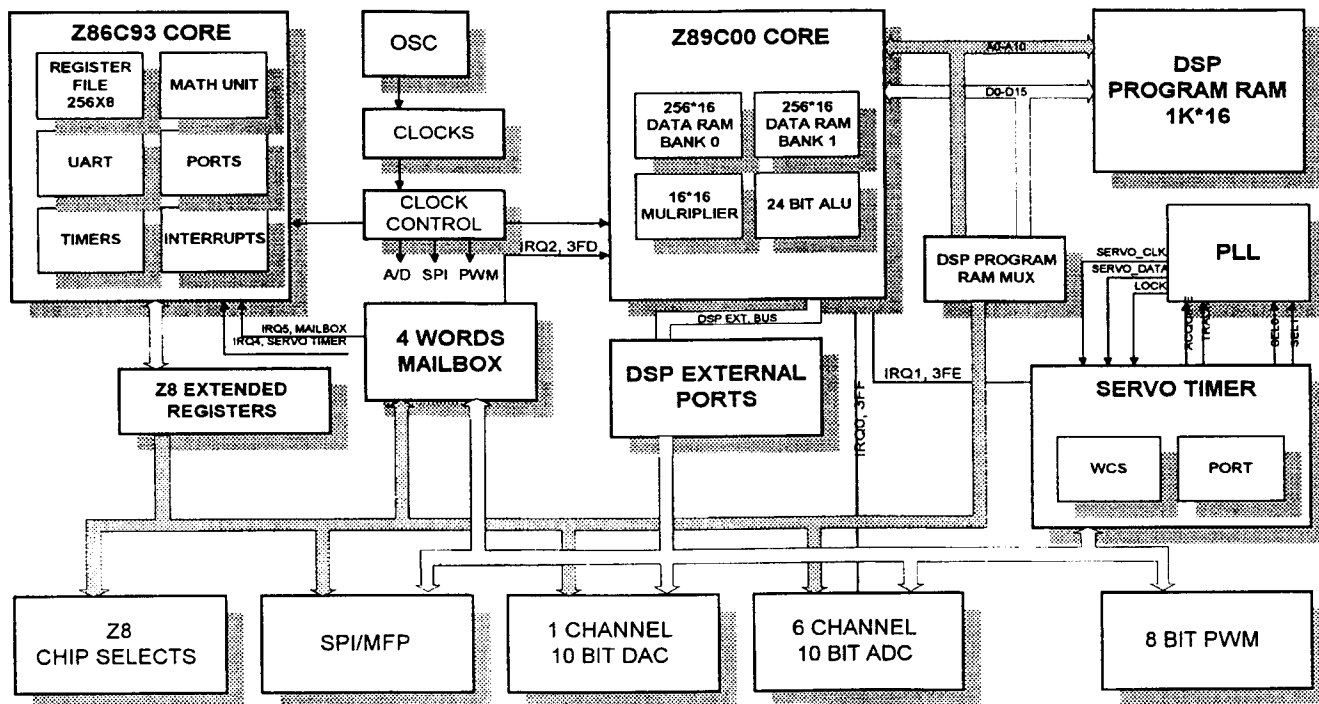 Z86C93 CORE
REGISTER
FILE
256X8
MATH UNIT
UART
PORTS
TIMERS
INTERRUPTS
OSC
CLOCKS
CLOCK
CONTROL
A/D SPI PWM
IRQ2, 3FD
Z89C00 CORE
256*16
DATA RAM
BANK 0
256*16
DATA RAM
BANK 1
16*16
MULRIPLIER
24 BIT ALU
A0-A10
D0-D15
DSP
PROGRAM RAM
1K*16
DSP PROGRAM
RAM MUX
PLL
SERVO_CLK
SERVO_DATA
LOCK
ACQUIRE
TRACK
SEL0
SEL1
IRQ5, MAILBOX
IRQ4, SERVO TIMER
4 WORDS
MAILBOX
DSP EXT. BUS
DSP EXTERNAL
PORTS
IRQ0, 3FF
IRQ1, 3FE
SERVO TIMER
WCS
PORT
Z8 EXTENDED
REGISTERS
Z8
CHIP SELECTS
SPI/MFP
1 CHANNEL
10 BIT DAC
6 CHANNEL
10 BIT ADC
8 BIT PWM